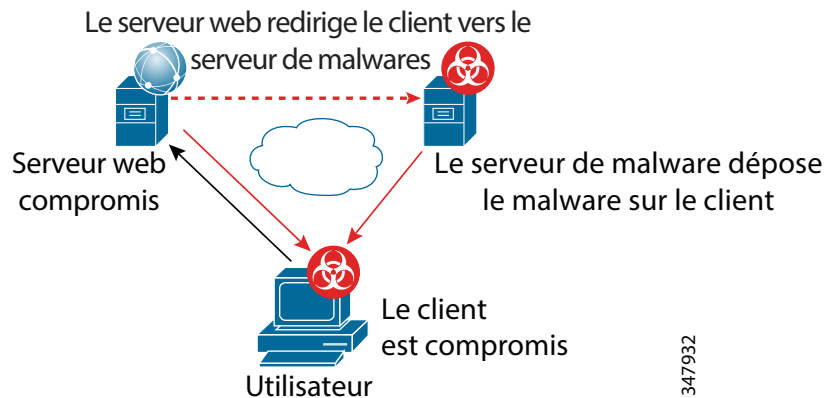 Le serveur web redirige le client vers le
serveur de malwares
Serveur web
compromis
Le serveur de malware dépose
le malware sur le client
Le client
est compromis
Utilisateur
347932